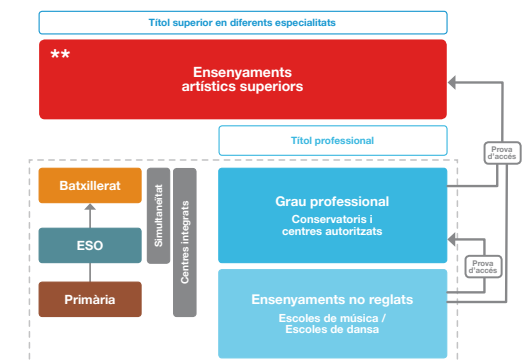 Títol superior en diferents especialitats
**
Ensenyaments
artístics superiors
Títol professional
Prova
d'accés
Batxillerat
ESO
Primària
Simultaneïtat
Centres integrats
Grau professional
Conservatoris i
centres autoritzats
Prova
d'accés
Ensenyaments no reglats
Escoles de música /
Escoles de dansa